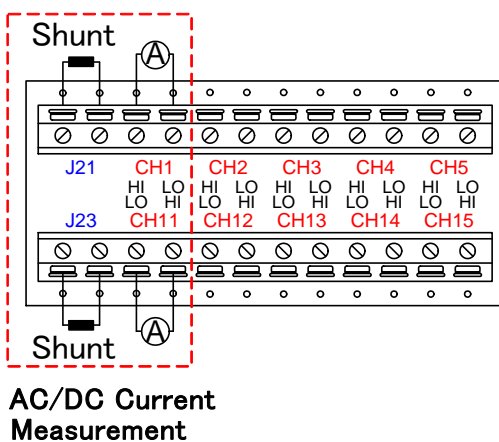 Shunt
A
J21 CH1 CH2 CH3 CH4 CH5
HI LO HI LO HI LO HI LO HI LO
LO HI LO HI LO HI LO HI LO HI
J23 CH11 CH12 CH13 CH14 CH15
A
Shunt
AC/DC Current
Measurement